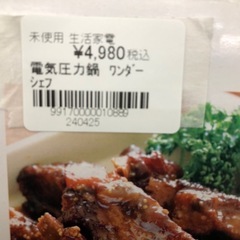 未使用 生活家電
¥4,980税込
電気圧力鍋 ワンダー
シェフ
99170000010889
240425